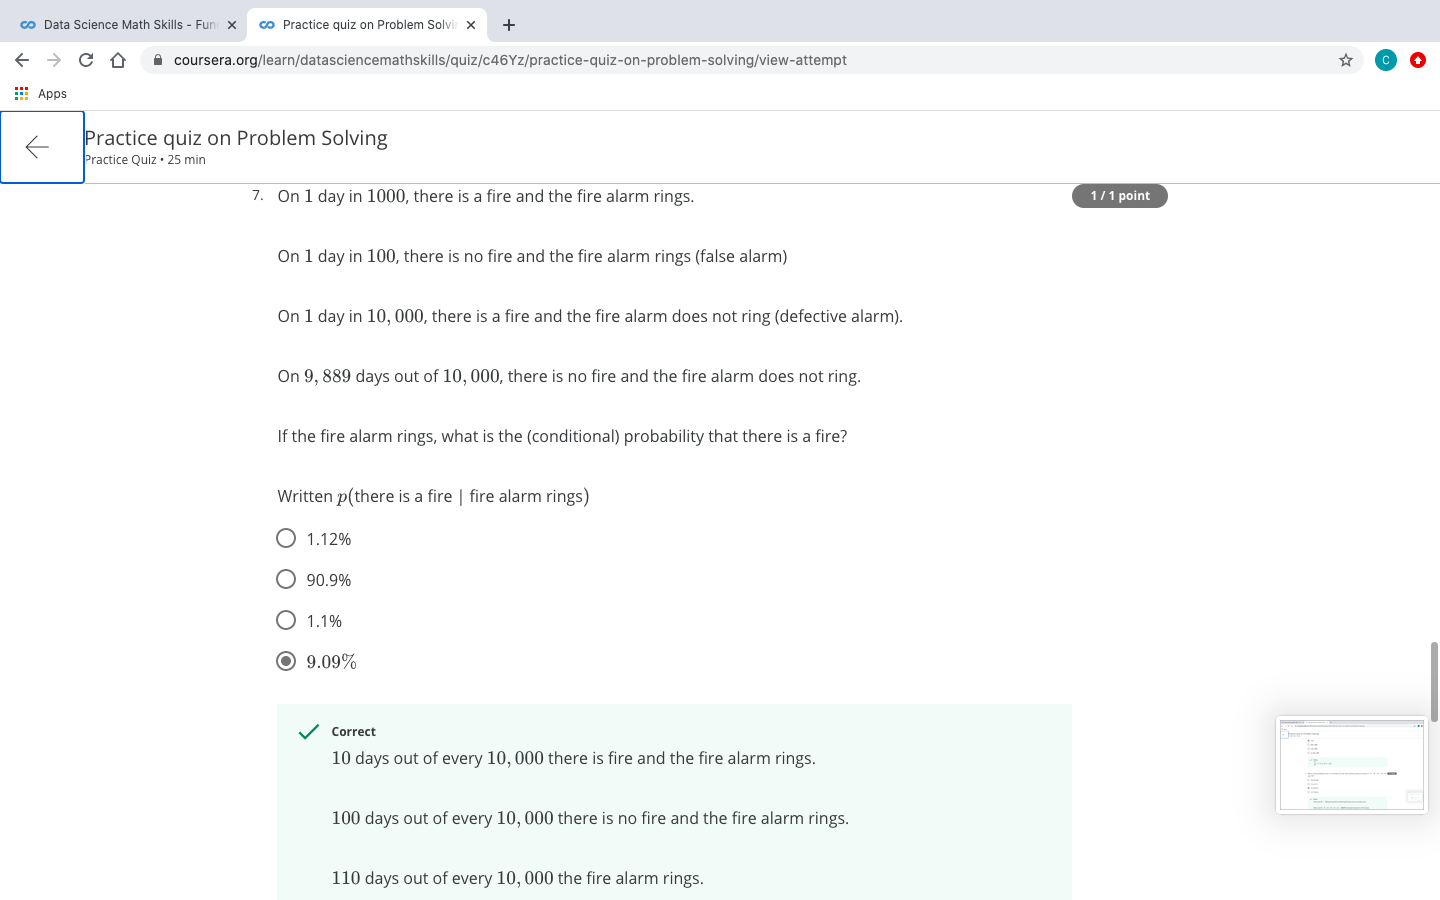 Data Science Math Skills - Fun
Practice quiz on Problem Solvi
coursera.org/learn/datasciencemathskills/quiz/c46Yz/practice-quiz-on-problem-solving/view-attempt
C
Apps
Practice quiz on Problem Solving
Practice Quiz • 25 min
7. On 1 day in 1000, there is a fire and the fire alarm rings.
1 / 1 point
On 1 day in 100, there is no fire and the fire alarm rings (false alarm)
On 1 day in 10, 000, there is a fire and the fire alarm does not ring (defective alarm).
On 9, 889 days out of 10, 000, there is no fire and the fire alarm does not ring.
If the fire alarm rings, what is the (conditional) probability that there is a fire?
Written p(there is a fire | fire alarm rings)
1.12%
90.9%
1.1%
9.09%
Correct
10 days out of every 10, 000 there is fire and the fire alarm rings.
100 days out of every 10, 000 there is no fire and the fire alarm rings.
110 days out of every 10, 000 the fire alarm rings.